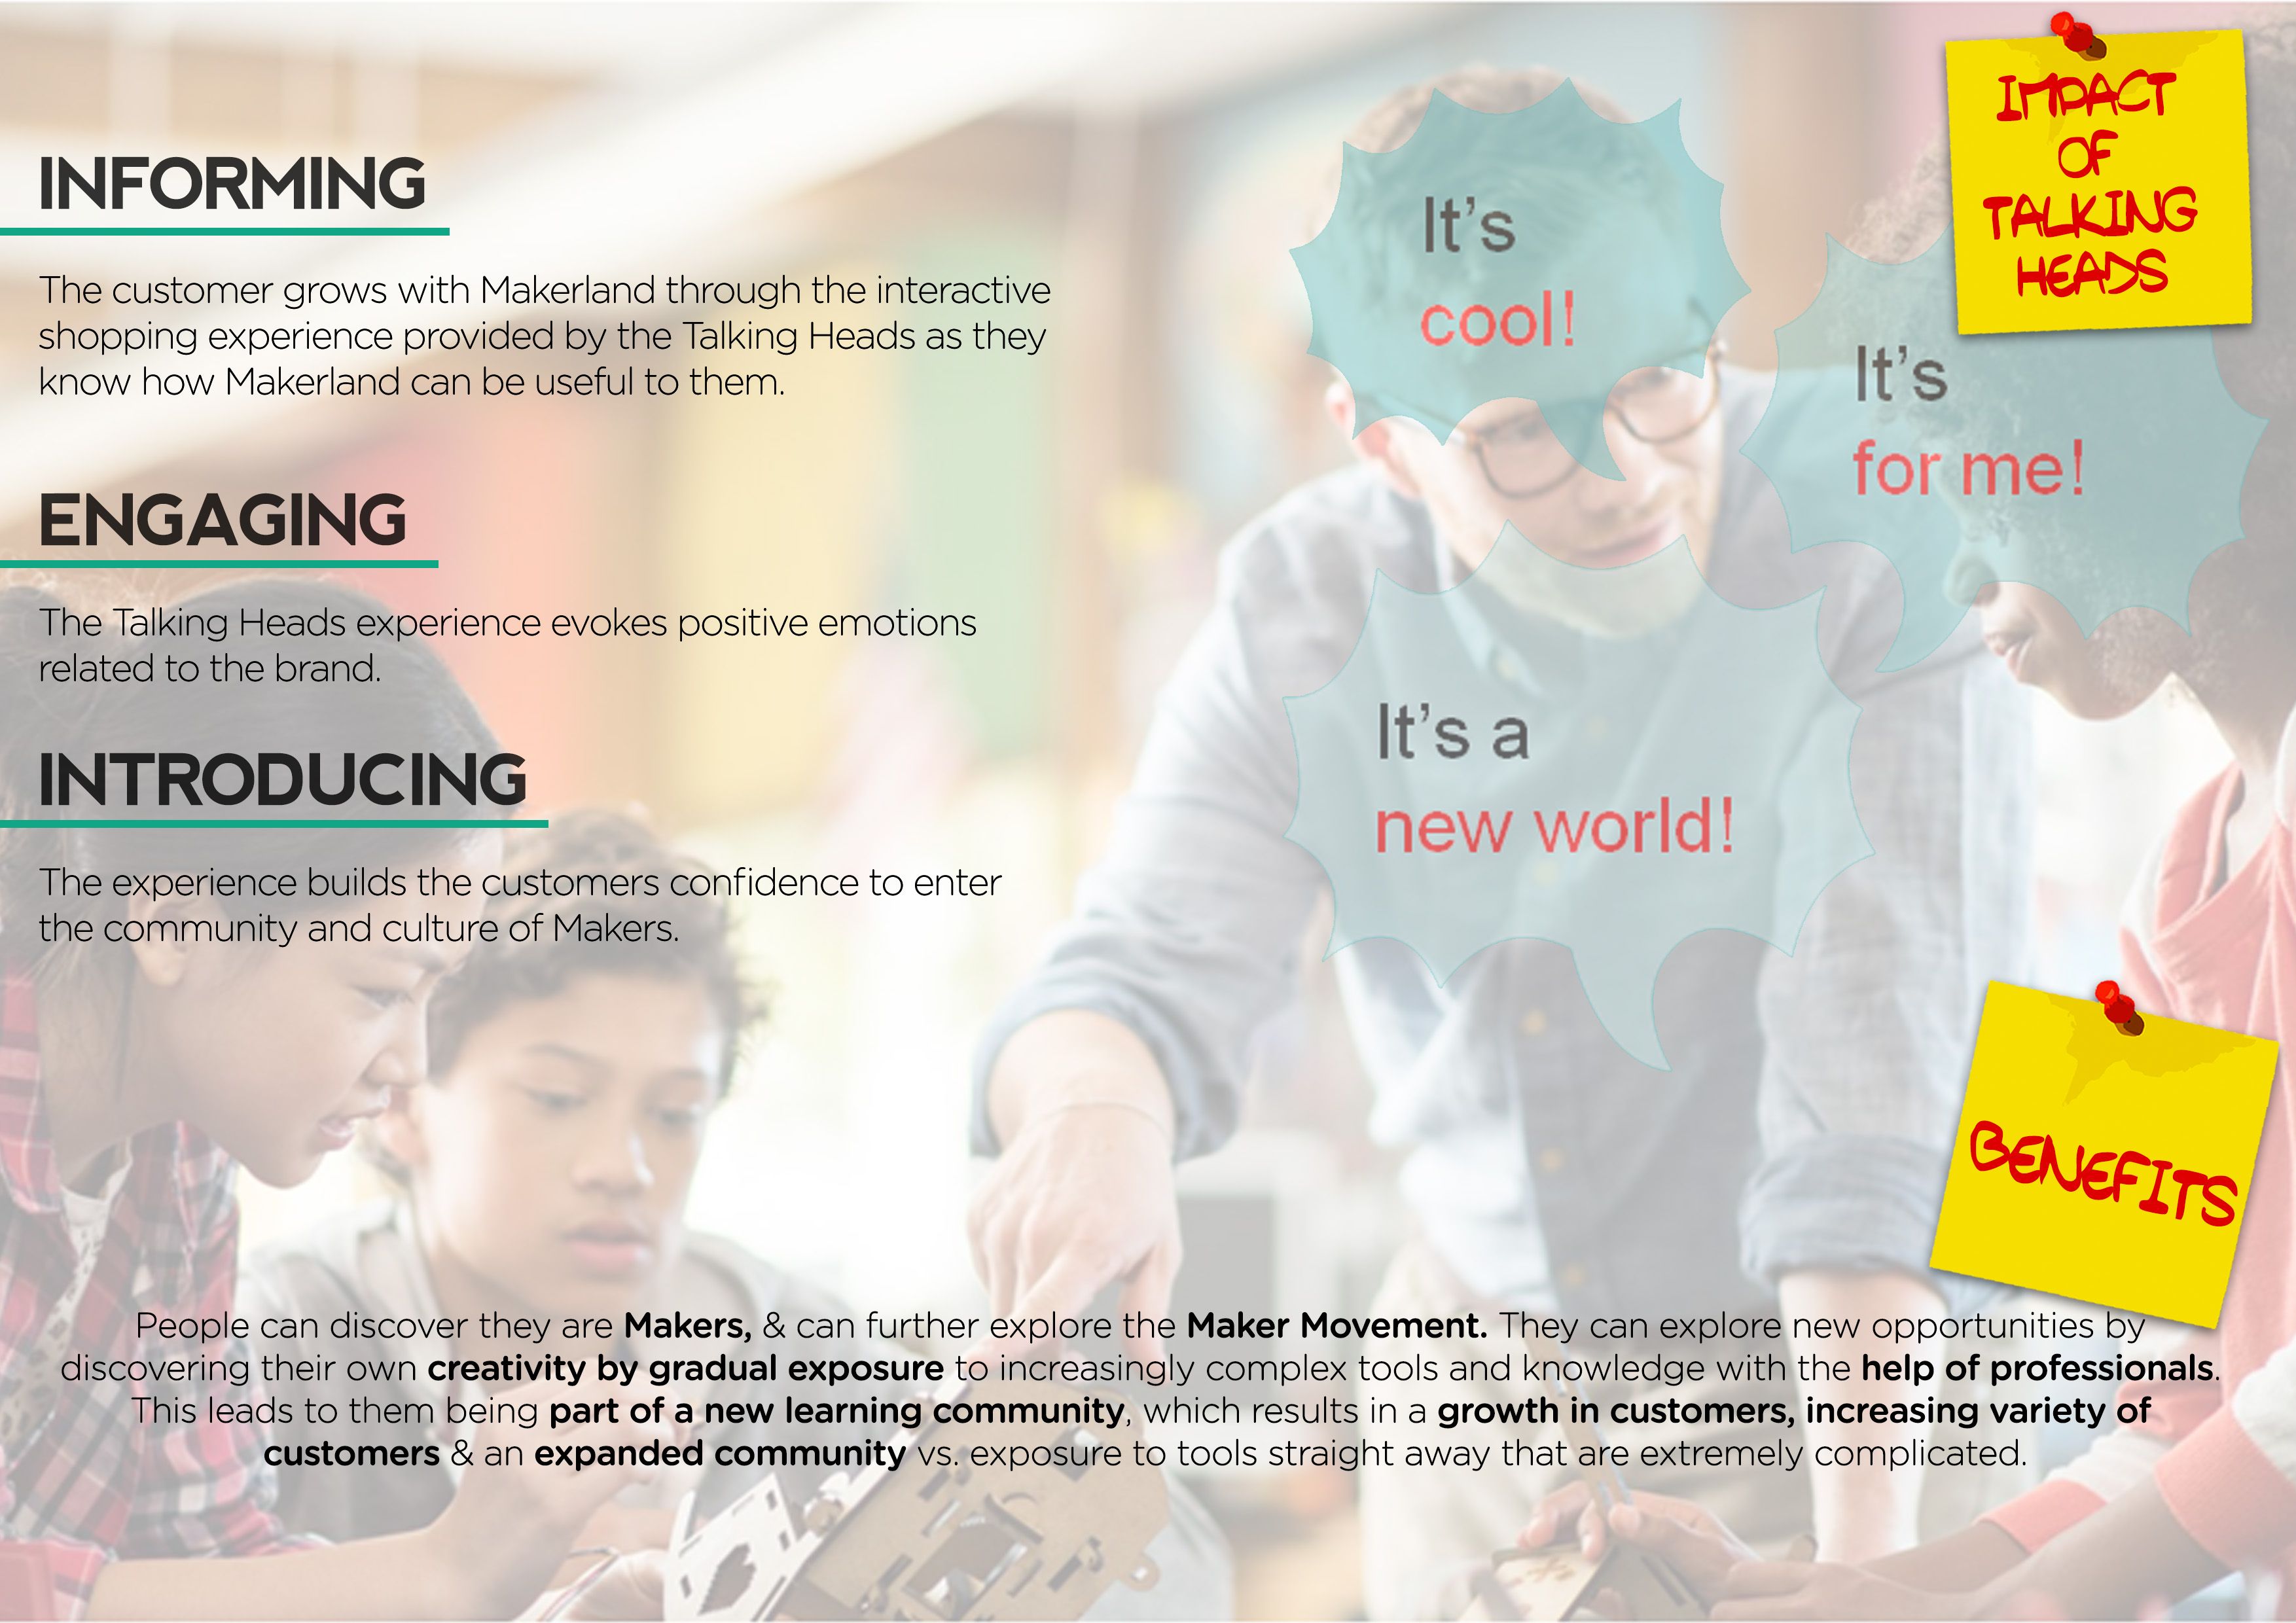 IMPACT
OF
TALKING
HEADS
INFORMING
The customer grows with Makerland through the interactive
shopping experience provided by the Talking Heads as they
know how Makerland can be useful to them.
ENGAGING
The Talking Heads experience evokes positive emotions
related to the brand.
INTRODUCING
The experience builds the customers confidence to enter
the community and culture of Makers.
It's
cool!
It's
for me!
It's a
new world!
BENEFITS
People can discover they are Makers, & can further explore the Maker Movement. They can explore new opportunities by
discovering their own creativity by gradual exposure to increasingly complex tools and knowledge with the help of professionals.
This leads to them being part of a new learning community, which results in a growth in customers, increasing variety of
customers & an expanded community vs. exposure to tools straight away that are extremely complicated.